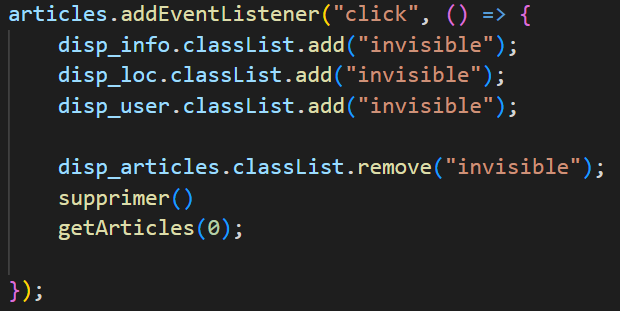 articles.addEventListener("click", () => {
    disp_info.classList.add("invisible");
    disp_loc.classList.add("invisible");
    disp_user.classList.add("invisible");

    disp_articles.classList.remove("invisible");
    supprimer()
    getArticles(0);

});